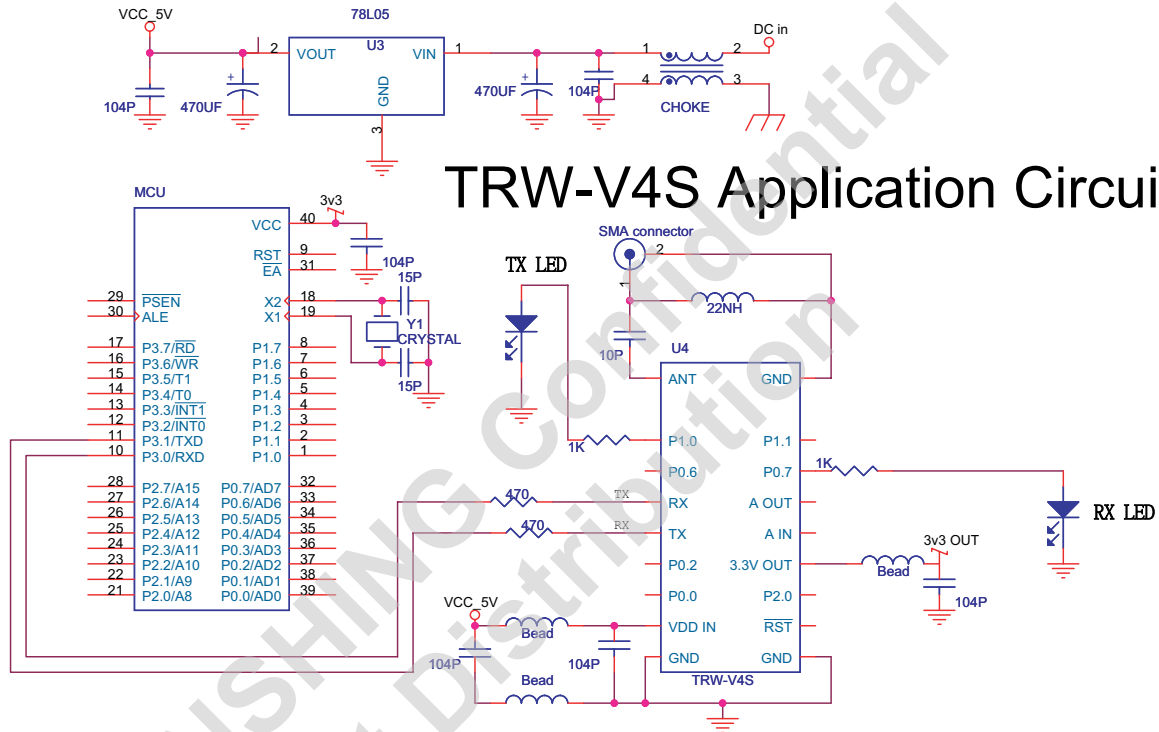 VCC_5V
78L05
DC in
2 VOUT U3 VIN 1
GND
3
1 2
4 3
104P
+ 470UF
+ 470UF
104P
CHOKE
TRW-V4S Application Circui
MCU
3v3
VCC 40
104P
RST 9
EA 31
15P
29 PSEN
X2 18
30 ALE
X1 19
Y1
CRYSTAL
15P
17 P3.7/RD
P1.7 8
16 P3.6/WR
P1.6 7
15 P3.5/T1
P1.5 6
14 P3.4/T0
P1.4 5
13 P3.3/INT1
P1.3 4
12 P3.2/INT0
P1.2 3
11 P3.1/TXD
P1.1 2
10 P3.0/RXD
P1.0 1
28 P2.7/A15
P0.7/AD7 32
27 P2.6/A14
P0.6/AD6 33
26 P2.5/A13
P0.5/AD5 34
25 P2.4/A12
P0.4/AD4 35
24 P2.3/A11
P0.3/AD3 36
23 P2.2/A10
P0.2/AD2 37
22 P2.1/A9
P0.1/AD1 38
21 P2.0/A8
P0.0/AD0 39
SMA connector
2
1
TX LED
22NH
10P
U4
ANT
GND
1K
P1.0
P1.1
P0.6
P0.7
1K
470
TX
RX
A OUT
470
RX
TX
A IN
P0.2
3.3V OUT
P0.0
P2.0
VDD IN
RST
GND
GND
TRW-V4S
RX LED
3v3 OUT
Bead
104P
VCC_5V
Bead
104P
104P
Bead
USHING Confidential
t Distribution